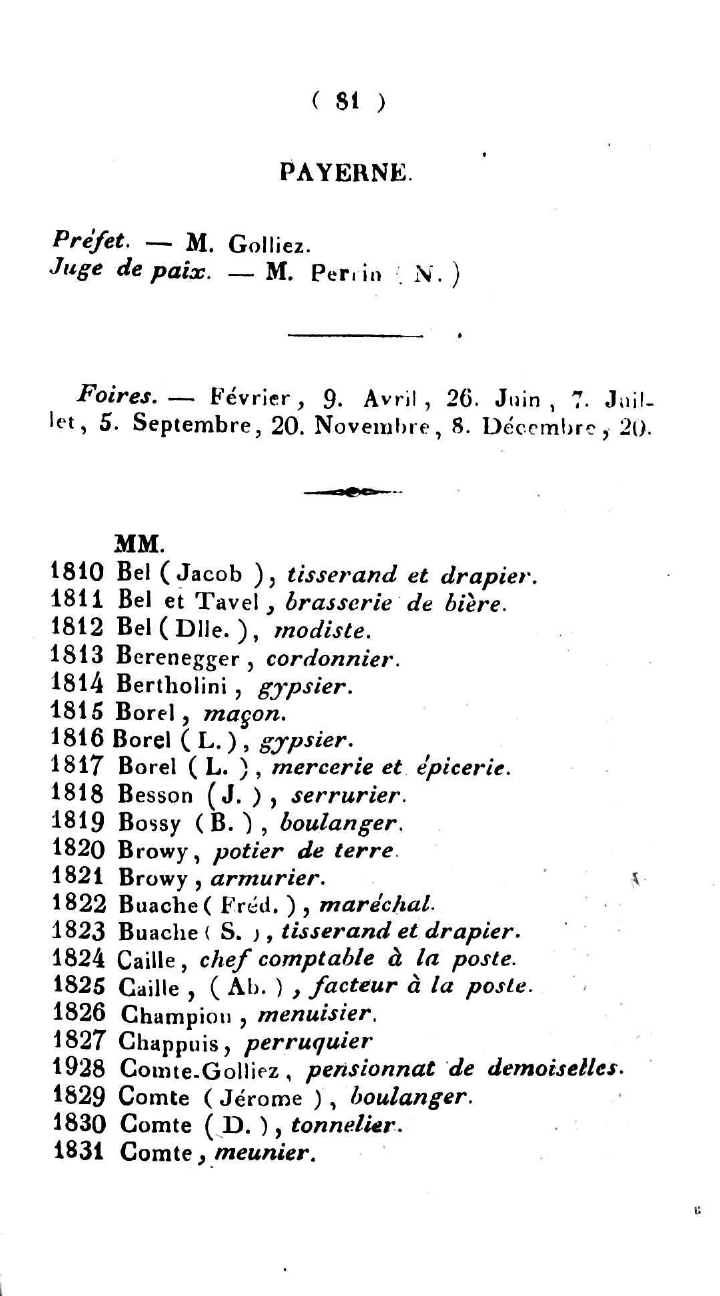 ( 81 )
PAYERNE.
Préfet. — M. Golliez.
Juge de paix. — M. Perrin ( N. )
Foires. — Février, 9. Avril, 26. Juin, 7. Juil-
let, 5. Septembre, 20. Novembre, 8. Décembre, 20.
MM.
1810 Bel ( Jacob ), tisserand et drapier.
1811 Bel et Tavel, brasserie de bière.
1812 Bel ( Dlle. ), modiste.
1813 Berenegger, cordonnier.
1814 Bertholini, gypsier.
1815 Borel, maçon.
1816 Borel ( L. ), gypsier.
1817 Borel ( L. ), mercerie et épicerie.
1818 Besson ( J. ), serrurier.
1819 Bossy ( B. ), boulanger.
1820 Browy, potier de terre.
1821 Browy, armurier.
1822 Buache ( Fréd. ), maréchal.
1823 Buache ( S. ), tisserand et drapier.
1824 Caille, chef comptable à la poste.
1825 Caille, ( Ab. ), facteur à la poste.
1826 Champion, menuisier.
1827 Chappuis, perruquier
1928 Comte-Golliez, pensionnat de demoiselles.
1829 Comte ( Jérome ), boulanger.
1830 Comte ( D. ), tonnelier.
1831 Comte, meunier.